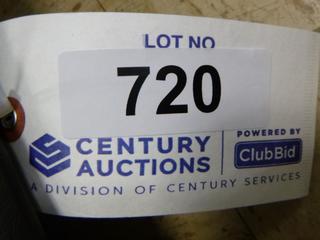 LOT NO
720
CENTURY
AUCTIONS
POWERED BY
ClubBid
A DIVISION OF CENTURY SERVICES